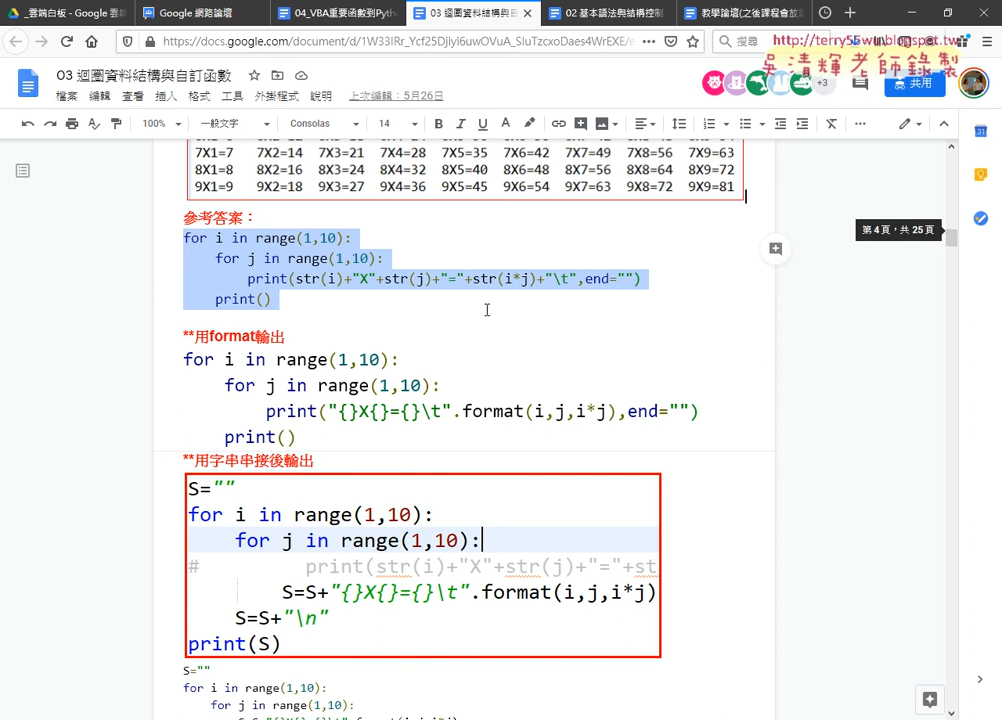 _雲端白板 - Google 雲端
Google 網路論壇
04_VBA重要函數到Pyth
03 迴圈資料結構與自
02 基本語法與結構控制
教學論壇(之後課程會放
https://docs.google.com/document/d/1W33IRr_Ycf25Djiyi6uwOVuA_SluTzcxoDaes4WrEXE/e
搜尋
http://terry55wu.blogspot.tw
吳清輝老師錄製
03 迴圈資料結構與自訂函數
檔案 編輯 查看 插入 格式 工具 外掛程式 說明 上次編輯：5月26日
+3
共用
100% 一般文字 Consolas 14 B I U A
7X1=7 7X2=14 7X3=21 7X4=28 7X5=35 7X6=42 7X7=49 7X8=56 7X9=63
8X1=8 8X2=16 8X3=24 8X4=32 8X5=40 8X6=48 8X7=56 8X8=64 8X9=72
9X1=9 9X2=18 9X3=27 9X4=36 9X5=45 9X6=54 9X7=63 9X8=72 9X9=81
參考答案：
for i in range(1,10):
for j in range(1,10):
print(str(i)+"X"+str(j)+"="+str(i*j)+"\t",end="")
print()
第 4 頁，共 25 頁
**用format輸出
for i in range(1,10):
for j in range(1,10):
print("{}X{}={}\t".format(i,j,i*j),end="")
print()
**用字串串接後輸出
S=""
for i in range(1,10):
for j in range(1,10):
# print(str(i)+"X"+str(j)+"="+st
S=S+"{}X{}={}\t".format(i,j,i*j)
S=S+"\n"
print(S)
S=""
for i in range(1,10):
for j in range(1,10):